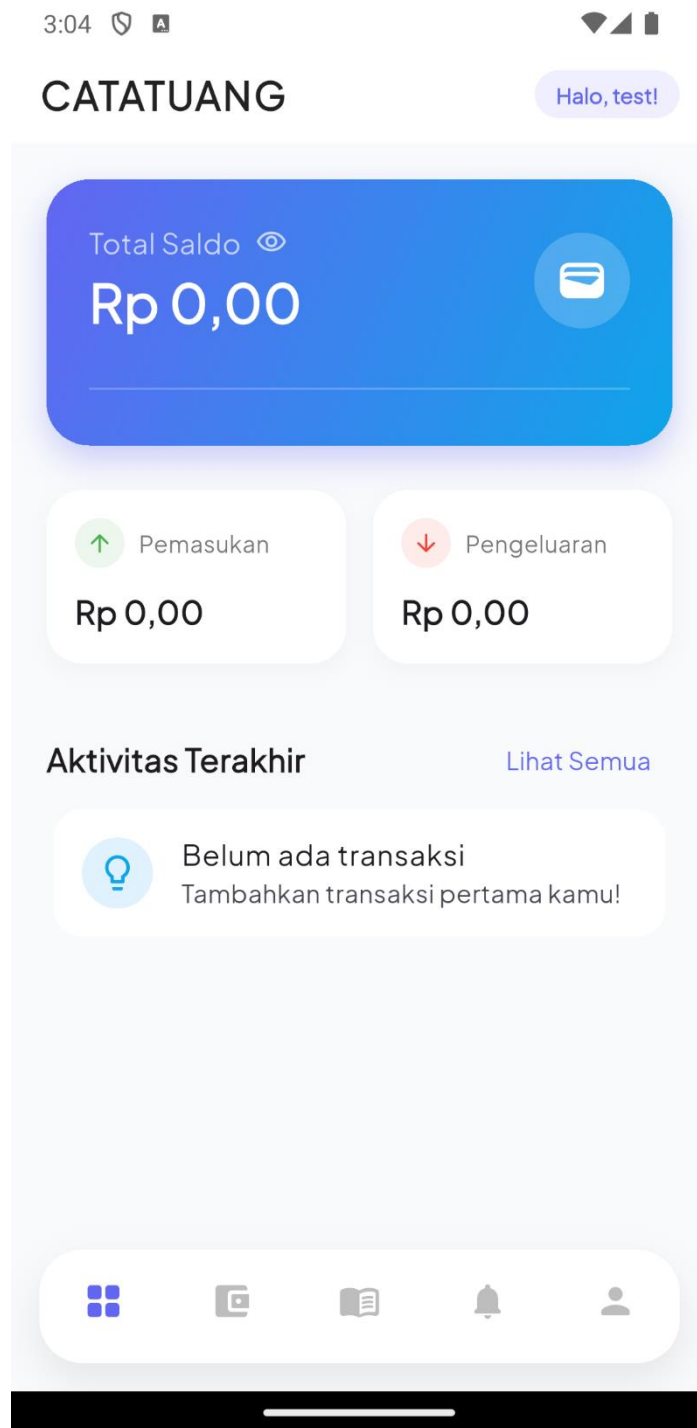 3:04
CATATUANG
Halo, test!
Total Saldo
Rp 0,00
Pemasukan
Pengeluaran
Rp 0,00
Rp 0,00
Aktivitas Terakhir
Lihat Semua
Belum ada transaksi
Tambahkan transaksi pertama kamu!